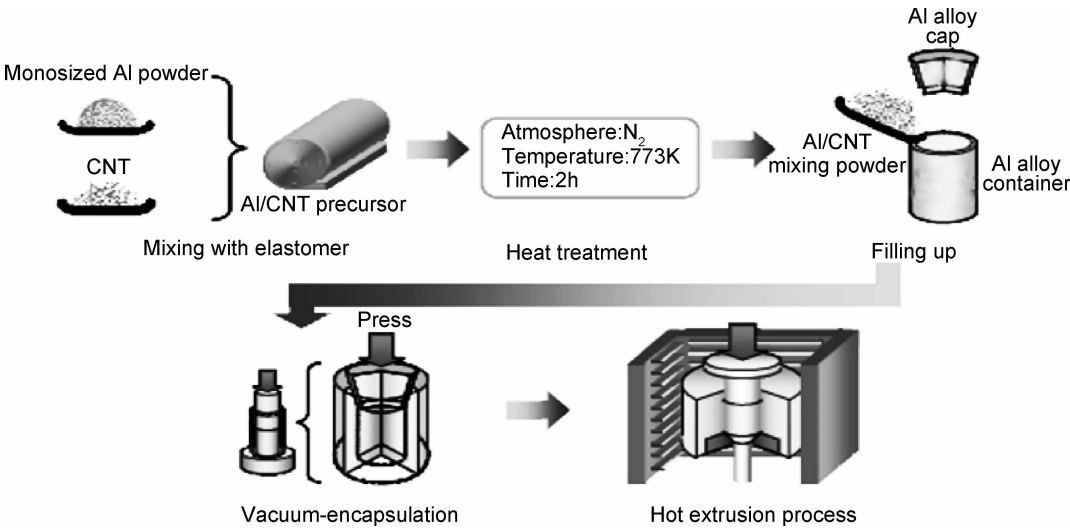 Monosized Al powder
CNT
Al/CNT precursor
Mixing with elastomer
Atmosphere:N₂
Temperature:773K
Time:2h
Heat treatment
Al alloy
cap
Al/CNT
mixing powder
Al alloy
container
Filling up
Press
Vacuum-encapsulation
Hot extrusion process